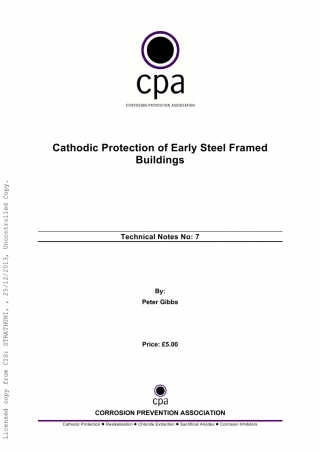 cpa
CORROSION PREVENTION ASSOCIATION
Cathodic Protection of Early Steel Framed
Buildings
Technical Notes No: 7
By:
Peter Gibbs
Price: £5.00
cpa
CORROSION PREVENTION ASSOCIATION
Cathodic Protection ● Realkalisation ● Chloride Extraction ● Sacrificial Anodes ● Corrosion Inhibitors
Licensed copy from CIS: STRATHUNI, , 25/12/2013, Uncontrolled Copy.